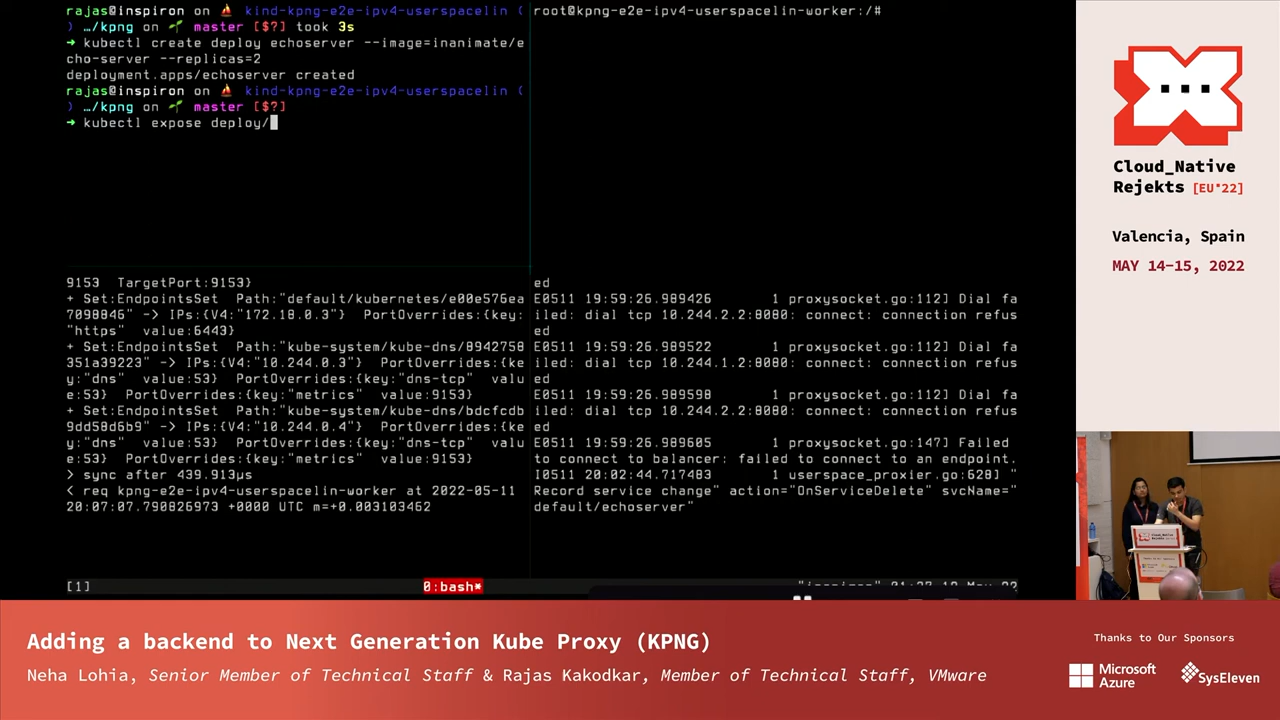 rajas@inspiron on ⛵ kind-kpng-e2e-ipv4-userspacelin (
) …/kpng on 🌱 master [$?] took 3s
➜ kubectl create deploy echoserver --image=inanimate/e
cho-server --replicas=2
deployment.apps/echoserver created
rajas@inspiron on ⛵ kind-kpng-e2e-ipv4-userspacelin (
) …/kpng on 🌱 master [$?]
➜ kubectl expose deploy/
root@kpng-e2e-ipv4-userspacelin-worker:/#
9153  TargetPort:9153}
+ Set:EndpointsSet  Path:"default/kubernetes/e00e576ea
7098846" -> IPs:{V4:"172.18.0.3"}  PortOverrides:{key:
"https"  value:6443}
+ Set:EndpointsSet  Path:"kube-system/kube-dns/8942758
351a39223" -> IPs:{V4:"10.244.0.3"}  PortOverrides:{ke
y:"dns"  value:53}  PortOverrides:{key:"dns-tcp"  valu
e:53}  PortOverrides:{key:"metrics"  value:9153}
+ Set:EndpointsSet  Path:"kube-system/kube-dns/bdcfcdb
9dd58d6b9" -> IPs:{V4:"10.244.0.4"}  PortOverrides:{ke
y:"dns"  value:53}  PortOverrides:{key:"dns-tcp"  valu
e:53}  PortOverrides:{key:"metrics"  value:9153}
> sync after 439.913µs
< req kpng-e2e-ipv4-userspacelin-worker at 2022-05-11
20:07:07.790826973 +0000 UTC m=+0.003103462
ed
E0511 19:59:26.989426       1 proxysocket.go:112] Dial fa
iled: dial tcp 10.244.2.2:8080: connect: connection refus
ed
E0511 19:59:26.989522       1 proxysocket.go:112] Dial fa
iled: dial tcp 10.244.1.2:8080: connect: connection refus
ed
E0511 19:59:26.989598       1 proxysocket.go:112] Dial fa
iled: dial tcp 10.244.2.2:8080: connect: connection refus
ed
E0511 19:59:26.989605       1 proxysocket.go:147] Failed
to connect to balancer: failed to connect to an endpoint.
I0511 20:02:44.717483       1 userspace_proxier.go:628] "
Record service change" action="OnServiceDelete" svcName="
default/echoserver"
[1]
0:bash*
Cloud_Native
Rejekts [EU'22]
Valencia, Spain
MAY 14-15, 2022
Adding a backend to Next Generation Kube Proxy (KPNG)
Neha Lohia, Senior Member of Technical Staff & Rajas Kakodkar, Member of Technical Staff, VMware
Thanks to Our Sponsors
Microsoft
Azure
SysEleven